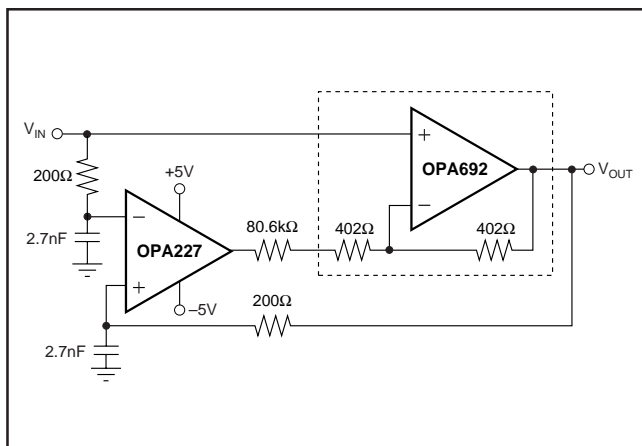 V_IN
200Ω
2.7nF
−
+
OPA227
+5V
−5V
80.6kΩ
402Ω
402Ω
+
−
OPA692
V_OUT
200Ω
2.7nF